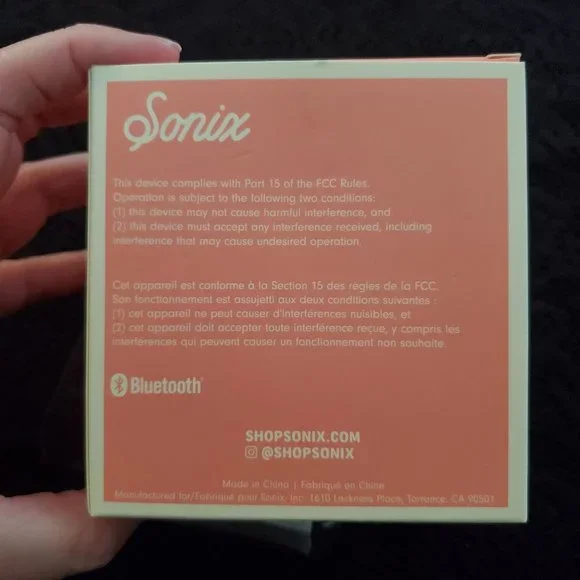 Sonix
This device complies with Part 15 of the FCC Rules.
Operation is subject to the following two conditions:
(1) this device may not cause harmful interference, and
(2) this device must accept any interference received, including
interference that may cause undesired operation.
Cet appareil est conforme à la Section 15 des règles de la FCC.
Son fonctionnement est assujetti aux deux conditions suivantes :
(1) cet appareil ne peut causer d'interférences nuisibles, et
(2) cet appareil doit accepter toute interférence reçue, y compris les
interférences qui peuvent causer un fonctionnement non souhaité.
Bluetooth®
SHOPSONIX.COM
@SHOPSONIX
Made in China | Fabriqué en Chine
Manufactured for/Fabriqué pour Sonix, Inc. 1610 Place, Torrance, CA 90501